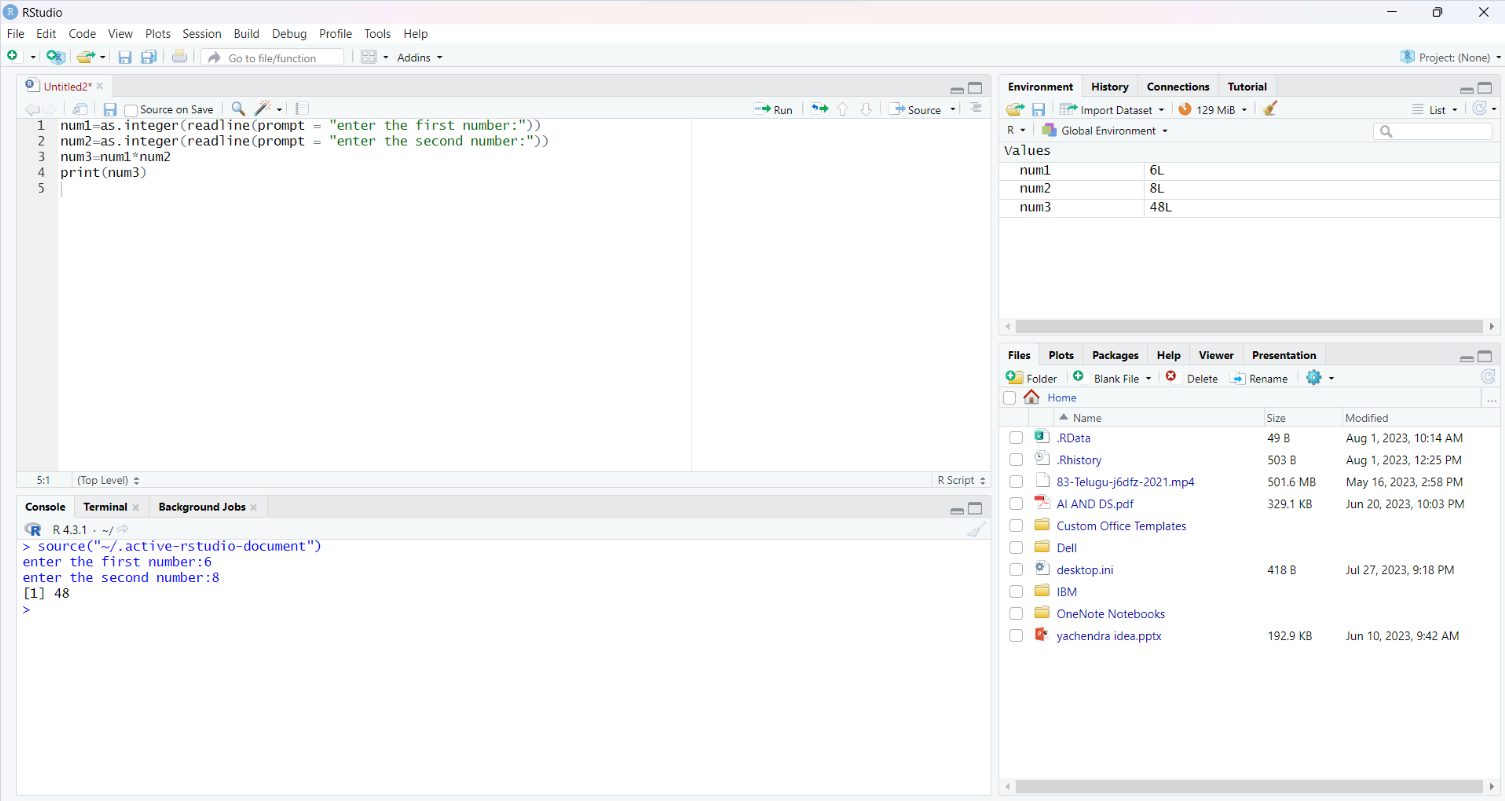 RStudio
File Edit Code View Plots Session Build Debug Profile Tools Help
Go to file/function Addins Project: (None)
Untitled2*
Source on Save Run Source
1 num1=as.integer(readline(prompt = "enter the first number:"))
2 num2=as.integer(readline(prompt = "enter the second number:"))
3 num3=num1*num2
4 print(num3)
5
5:1 (Top Level) R Script
Console Terminal Background Jobs
R 4.3.1 · ~/
> source("~/.active-rstudio-document")
enter the first number:6
enter the second number:8
[1] 48
>
Environment History Connections Tutorial
Import Dataset 129 MiB List
R Global Environment
Values
num1 6L
num2 8L
num3 48L
Files Plots Packages Help Viewer Presentation
Folder Blank File Delete Rename
Home ...
Name Size Modified
.RData 49 B Aug 1, 2023, 10:14 AM
.Rhistory 503 B Aug 1, 2023, 12:25 PM
83-Telugu-j6dfz-2021.mp4 501.6 MB May 16, 2023, 2:58 PM
AI AND DS.pdf 329.1 KB Jun 20, 2023, 10:03 PM
Custom Office Templates
Dell
desktop.ini 418 B Jul 27, 2023, 9:18 PM
IBM
OneNote Notebooks
yachendra idea.pptx 192.9 KB Jun 10, 2023, 9:42 AM